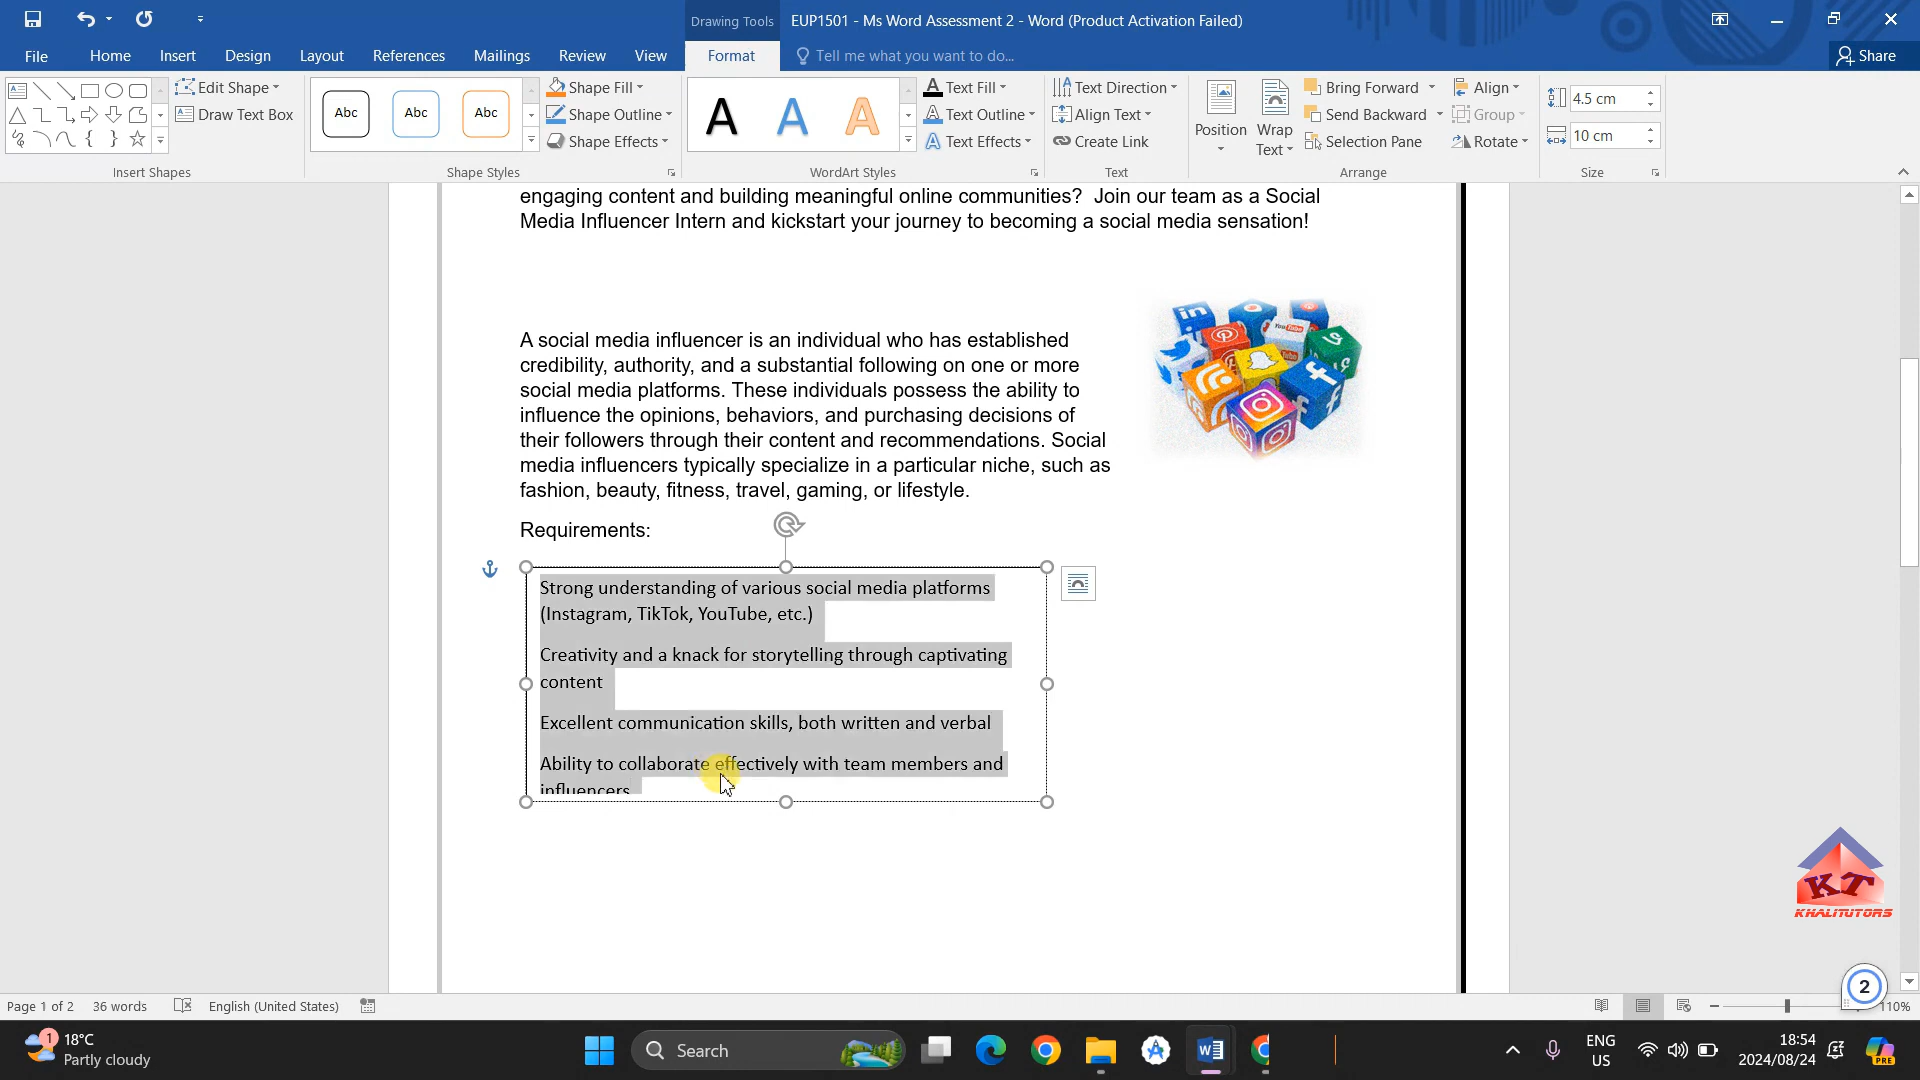 Drawing Tools
EUP1501 - Ms Word Assessment 2 - Word (Product Activation Failed)
File Home Insert Design Layout References Mailings Review View Format Tell me what you want to do... Share
Edit Shape
Draw Text Box
Insert Shapes
Abc Abc Abc
Shape Fill
Shape Outline
Shape Effects
Shape Styles
A A A
Text Fill
Text Outline
Text Effects
WordArt Styles
Text Direction
Align Text
Create Link
Text
Position
Wrap
Text
Bring Forward
Send Backward
Selection Pane
Align
Group
Rotate
Arrange
4.5 cm
10 cm
Size
engaging content and building meaningful online communities? Join our team as a Social
Media Influencer Intern and kickstart your journey to becoming a social media sensation!
A social media influencer is an individual who has established
credibility, authority, and a substantial following on one or more
social media platforms. These individuals possess the ability to
influence the opinions, behaviors, and purchasing decisions of
their followers through their content and recommendations. Social
media influencers typically specialize in a particular niche, such as
fashion, beauty, fitness, travel, gaming, or lifestyle.
in
You Tube
f
Requirements:
Strong understanding of various social media platforms
(Instagram, TikTok, YouTube, etc.)
Creativity and a knack for storytelling through captivating
content
Excellent communication skills, both written and verbal
Ability to collaborate effectively with team members and
influencers
KT
KHALITUTORS
2
Page 1 of 2 36 words English (United States) 110%
1
18°C
Partly cloudy
Search
ENG
US
18:54
2024/08/24
PRE